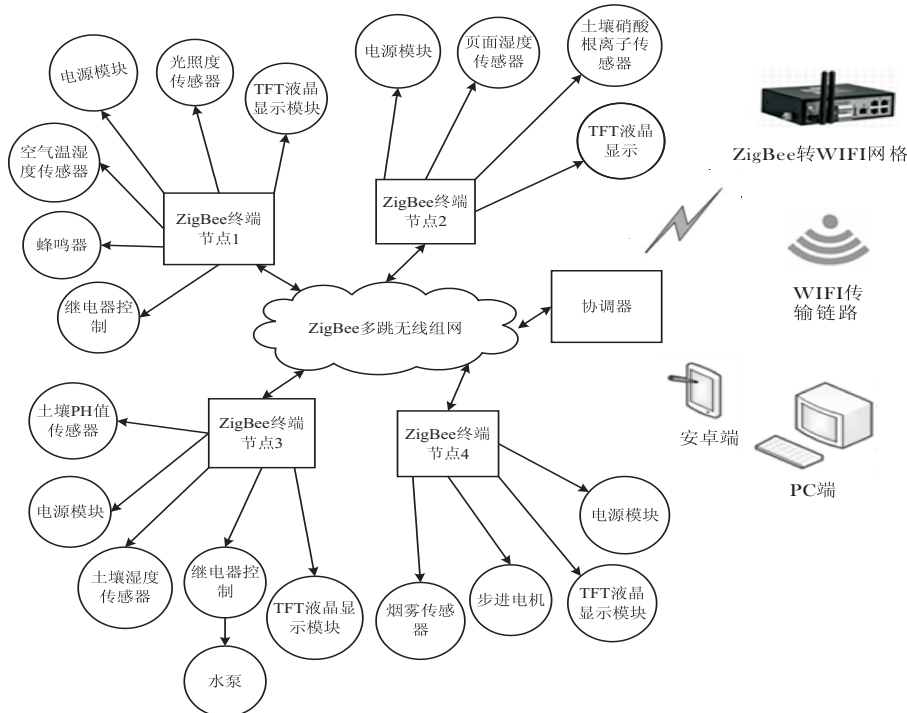 电源模块
光照度
传感器
TFT液晶
显示模块
空气温湿
度传感器
蜂鸣器
继电器控
制
ZigBee终端
节点1
电源模块
页面湿度
传感器
土壤硝酸
根离子传
感器
TFT液晶
显示
ZigBee终端
节点2
ZigBee转WIFI网格
WIFI传
输链路
协调器
ZigBee多跳无线组网
安卓端
PC端
土壤PH值
传感器
ZigBee终端
节点3
电源模块
土壤湿度
传感器
继电器控
制
TFT液晶显
示模块
水泵
ZigBee终端
节点4
电源模块
烟雾传感
器
步进电机
TFT液晶
显示模块